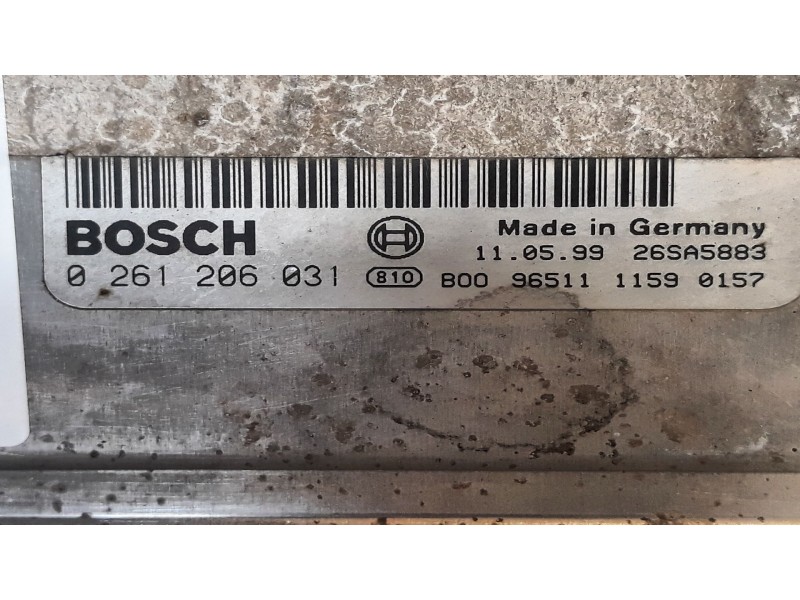 BOSCH Made in Germany
11.05.99 26SA5883
0 261 206 031 810 B00 96511 1159 0157